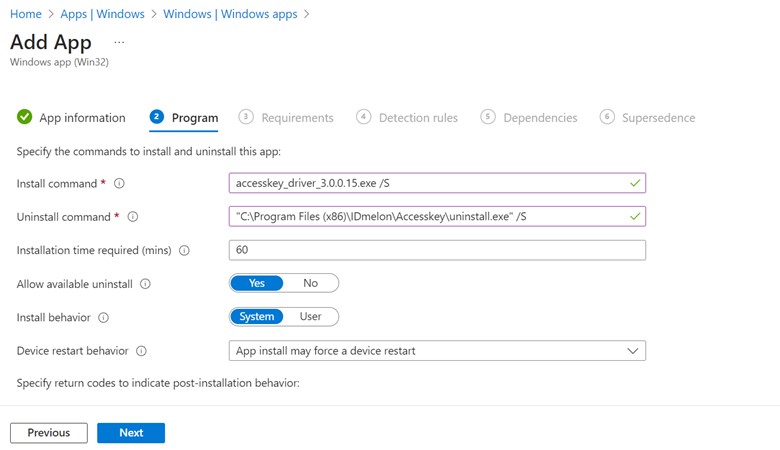 Home > Apps | Windows > Windows | Windows apps >
Add App ...
Windows app (Win32)
App information 2 Program 3 Requirements 4 Detection rules 5 Dependencies 6 Supersedence
Specify the commands to install and uninstall this app:
Install command * accesskey_driver_3.0.0.15.exe /S
Uninstall command * "C:\Program Files (x86)\IDmelon\Accesskey\uninstall.exe" /S
Installation time required (mins) 60
Allow available uninstall Yes No
Install behavior System User
Device restart behavior App install may force a device restart
Specify return codes to indicate post-installation behavior:
Previous Next